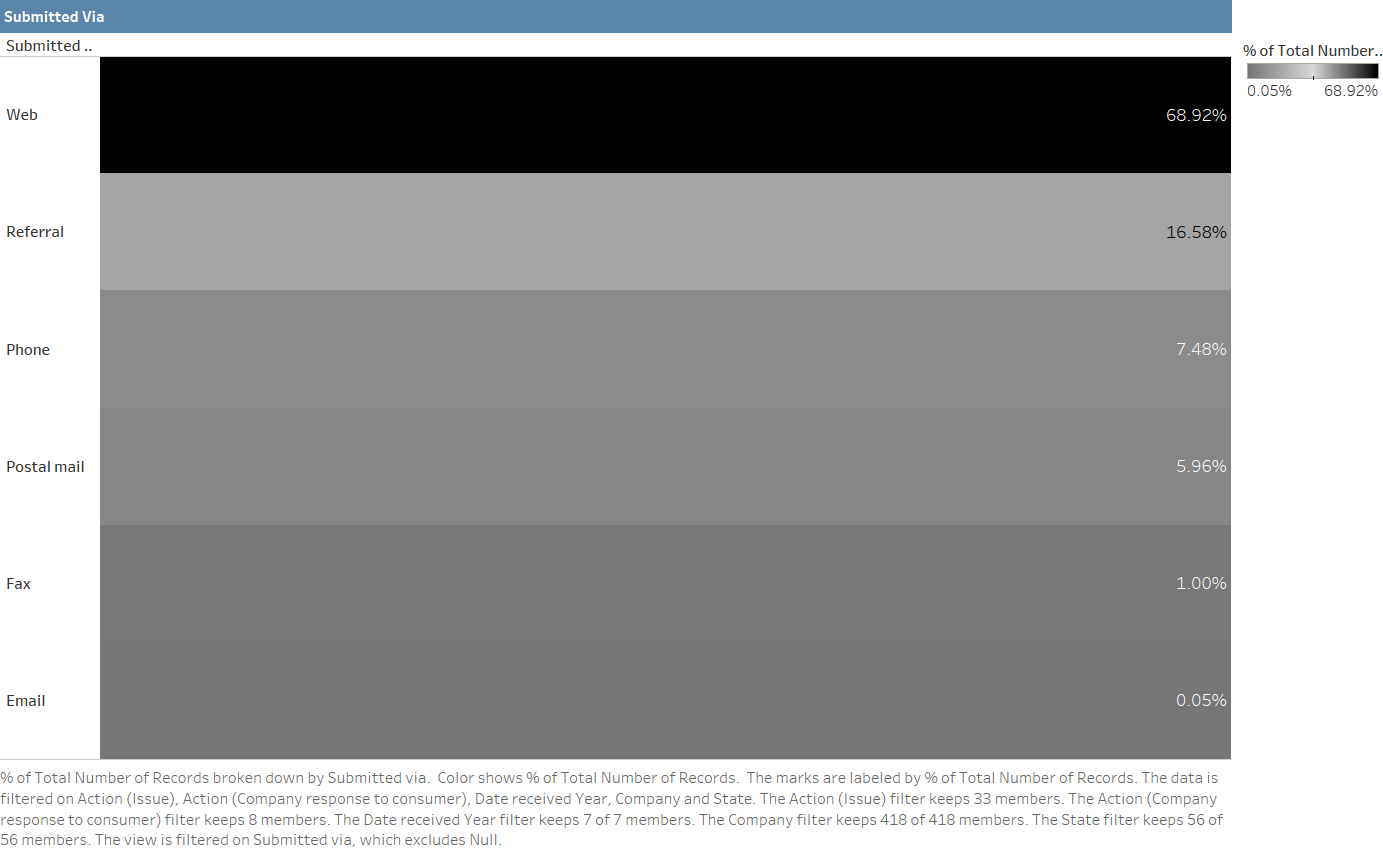 Submitted Via
Submitted ..
% of Total Number..
0.05% 68.92%
Web 68.92%
Referral 16.58%
Phone 7.48%
Postal mail 5.96%
Fax 1.00%
Email 0.05%
% of Total Number of Records broken down by Submitted via.  Color shows % of Total Number of Records.  The marks are labeled by % of Total Number of Records. The data is
filtered on Action (Issue), Action (Company response to consumer), Date received Year, Company and State. The Action (Issue) filter keeps 33 members. The Action (Company
response to consumer) filter keeps 8 members. The Date received Year filter keeps 7 of 7 members. The Company filter keeps 418 of 418 members. The State filter keeps 56 of
56 members. The view is filtered on Submitted via, which excludes Null.